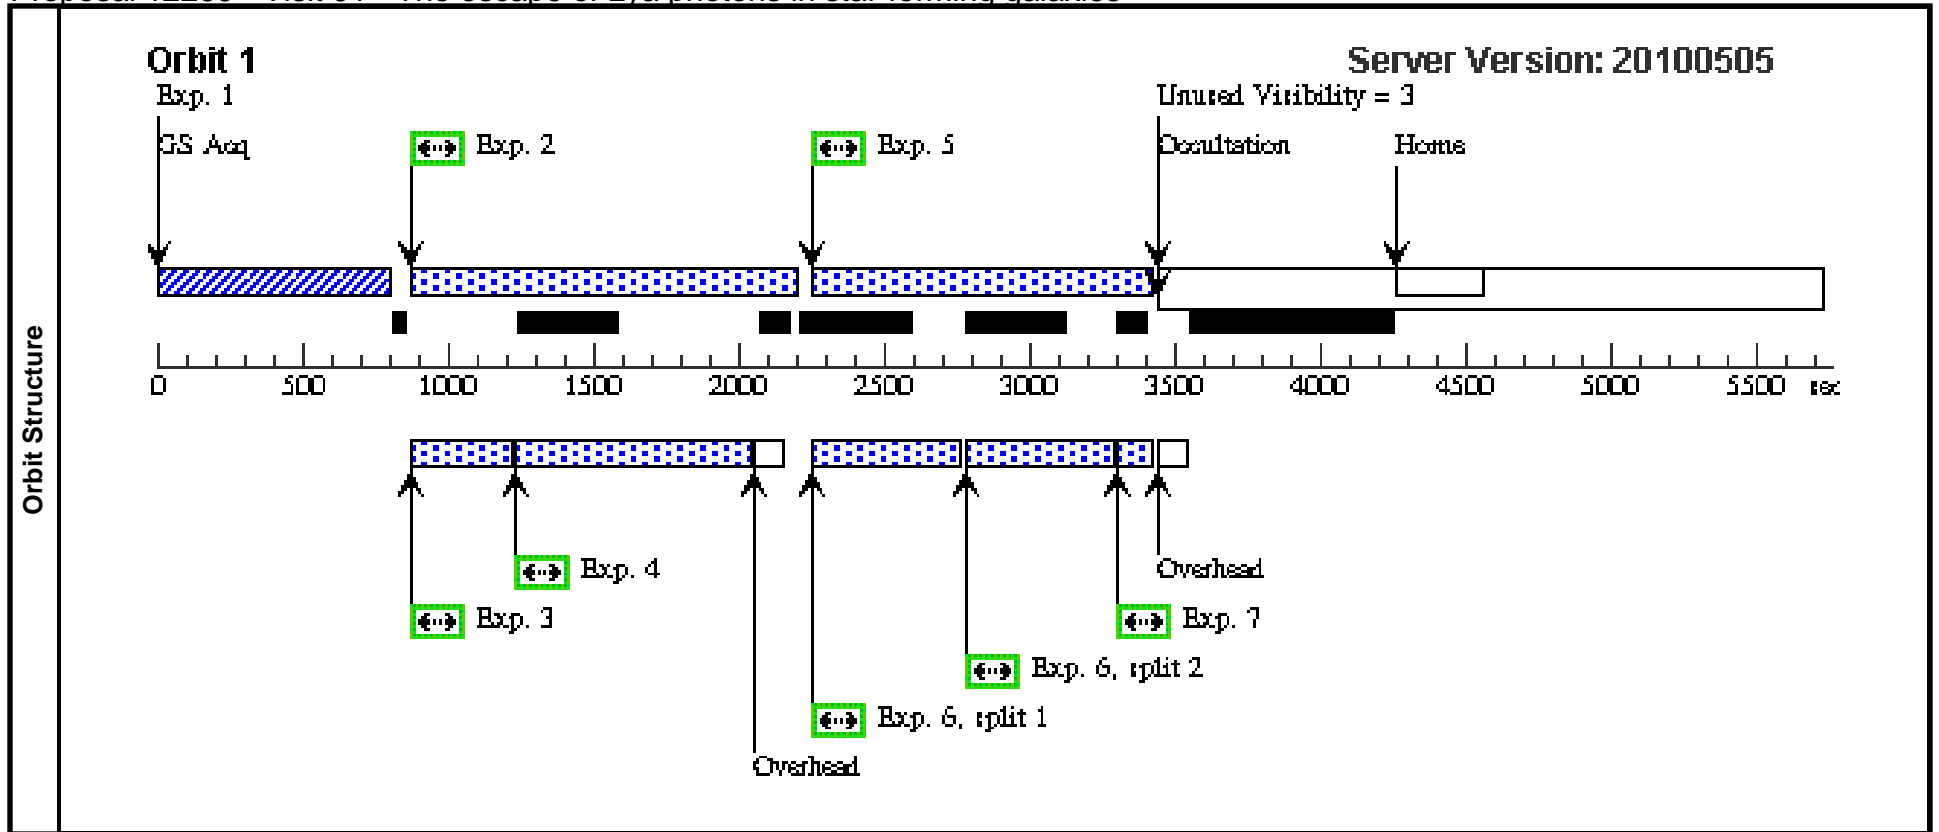 Orbit Structure
Orbit 1
Server Version: 20100505
Exp. 1
Unused Visibility = 3
GS Acq
Exp. 2
Exp. 5
Occultation
Home
0 500 1000 1500 2000 2500 3000 3500 4000 4500 5000 5500 sec
Exp. 4
Overhead
Exp. 3
Exp. 7
Exp. 6, split 2
Exp. 6, split 1
Overhead